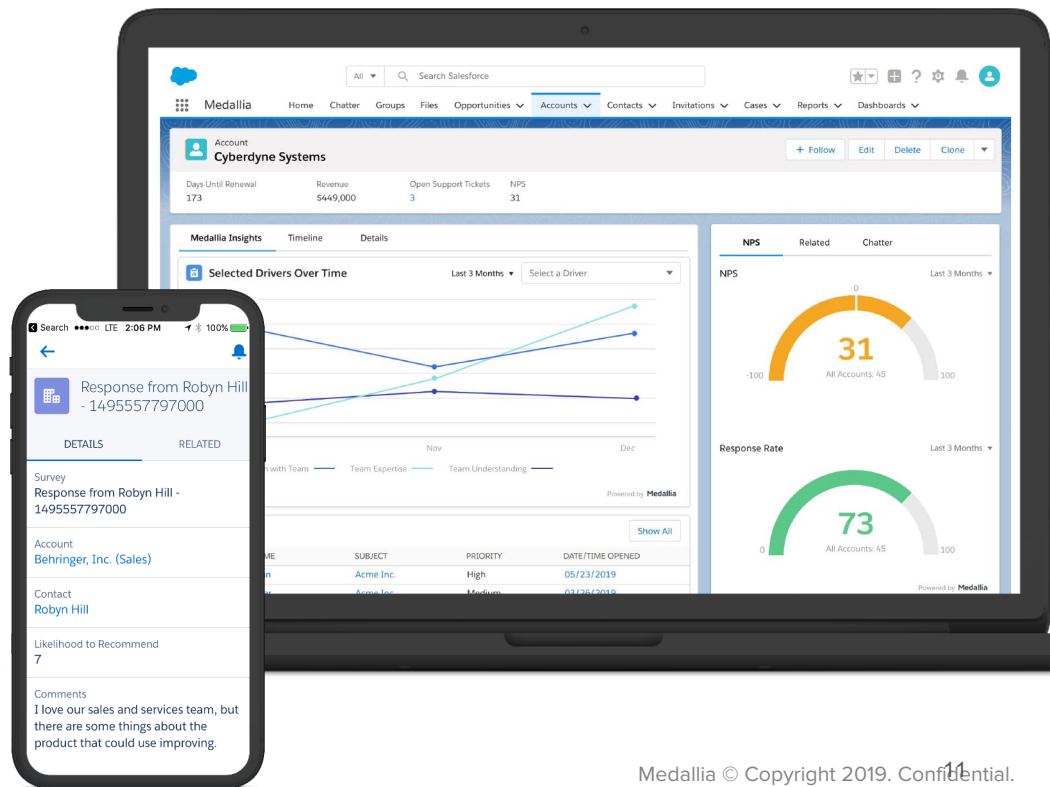 All
Search Salesforce
Medallia
Home Chatter Groups Files Opportunities Accounts Contacts Invitations Cases Reports Dashboards
Account
Cyberdyne Systems
+ Follow Edit Delete Clone
Days Until Renewal Revenue Open Support Tickets NPS
173 $449,000 3 31
Medallia Insights Timeline Details
Selected Drivers Over Time
Last 3 Months
Select a Driver
Nov Dec
with Team Team Expertise Team Understanding
Powered by Medallia
Show All
SUBJECT PRIORITY DATE/TIME OPENED
Acme Inc. High 05/23/2019
Acme Inc. Medium 03/26/2019
NPS Related Chatter
NPS
Last 3 Months
0
31
-100 All Accounts: 45 100
Response Rate
Last 3 Months
73
0 All Accounts: 45 100
Powered by Medallia
Search LTE 2:06 PM 100%
Response from Robyn Hill
- 1495557797000
DETAILS RELATED
Survey
Response from Robyn Hill -
1495557797000
Account
Behringer, Inc. (Sales)
Contact
Robyn Hill
Likelihood to Recommend
7
Comments
I love our sales and services team, but
there are some things about the
product that could use improving.
Medallia © Copyright 2019. Confidential.
11